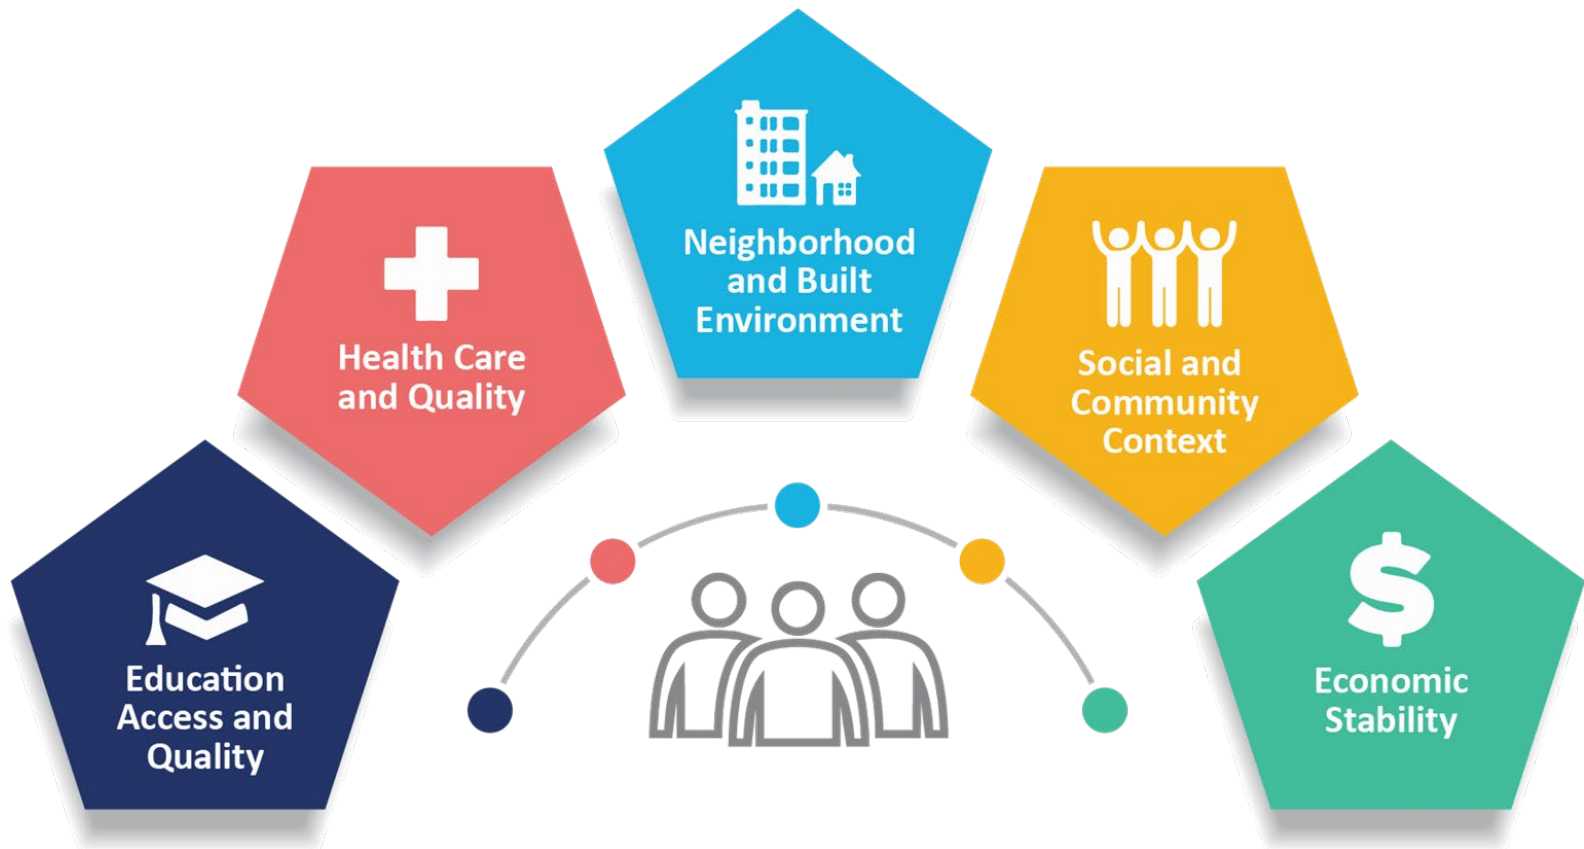 Education
Access and
Quality
Health Care
and Quality
Neighborhood
and Built
Environment
Social and
Community
Context
$
Economic
Stability